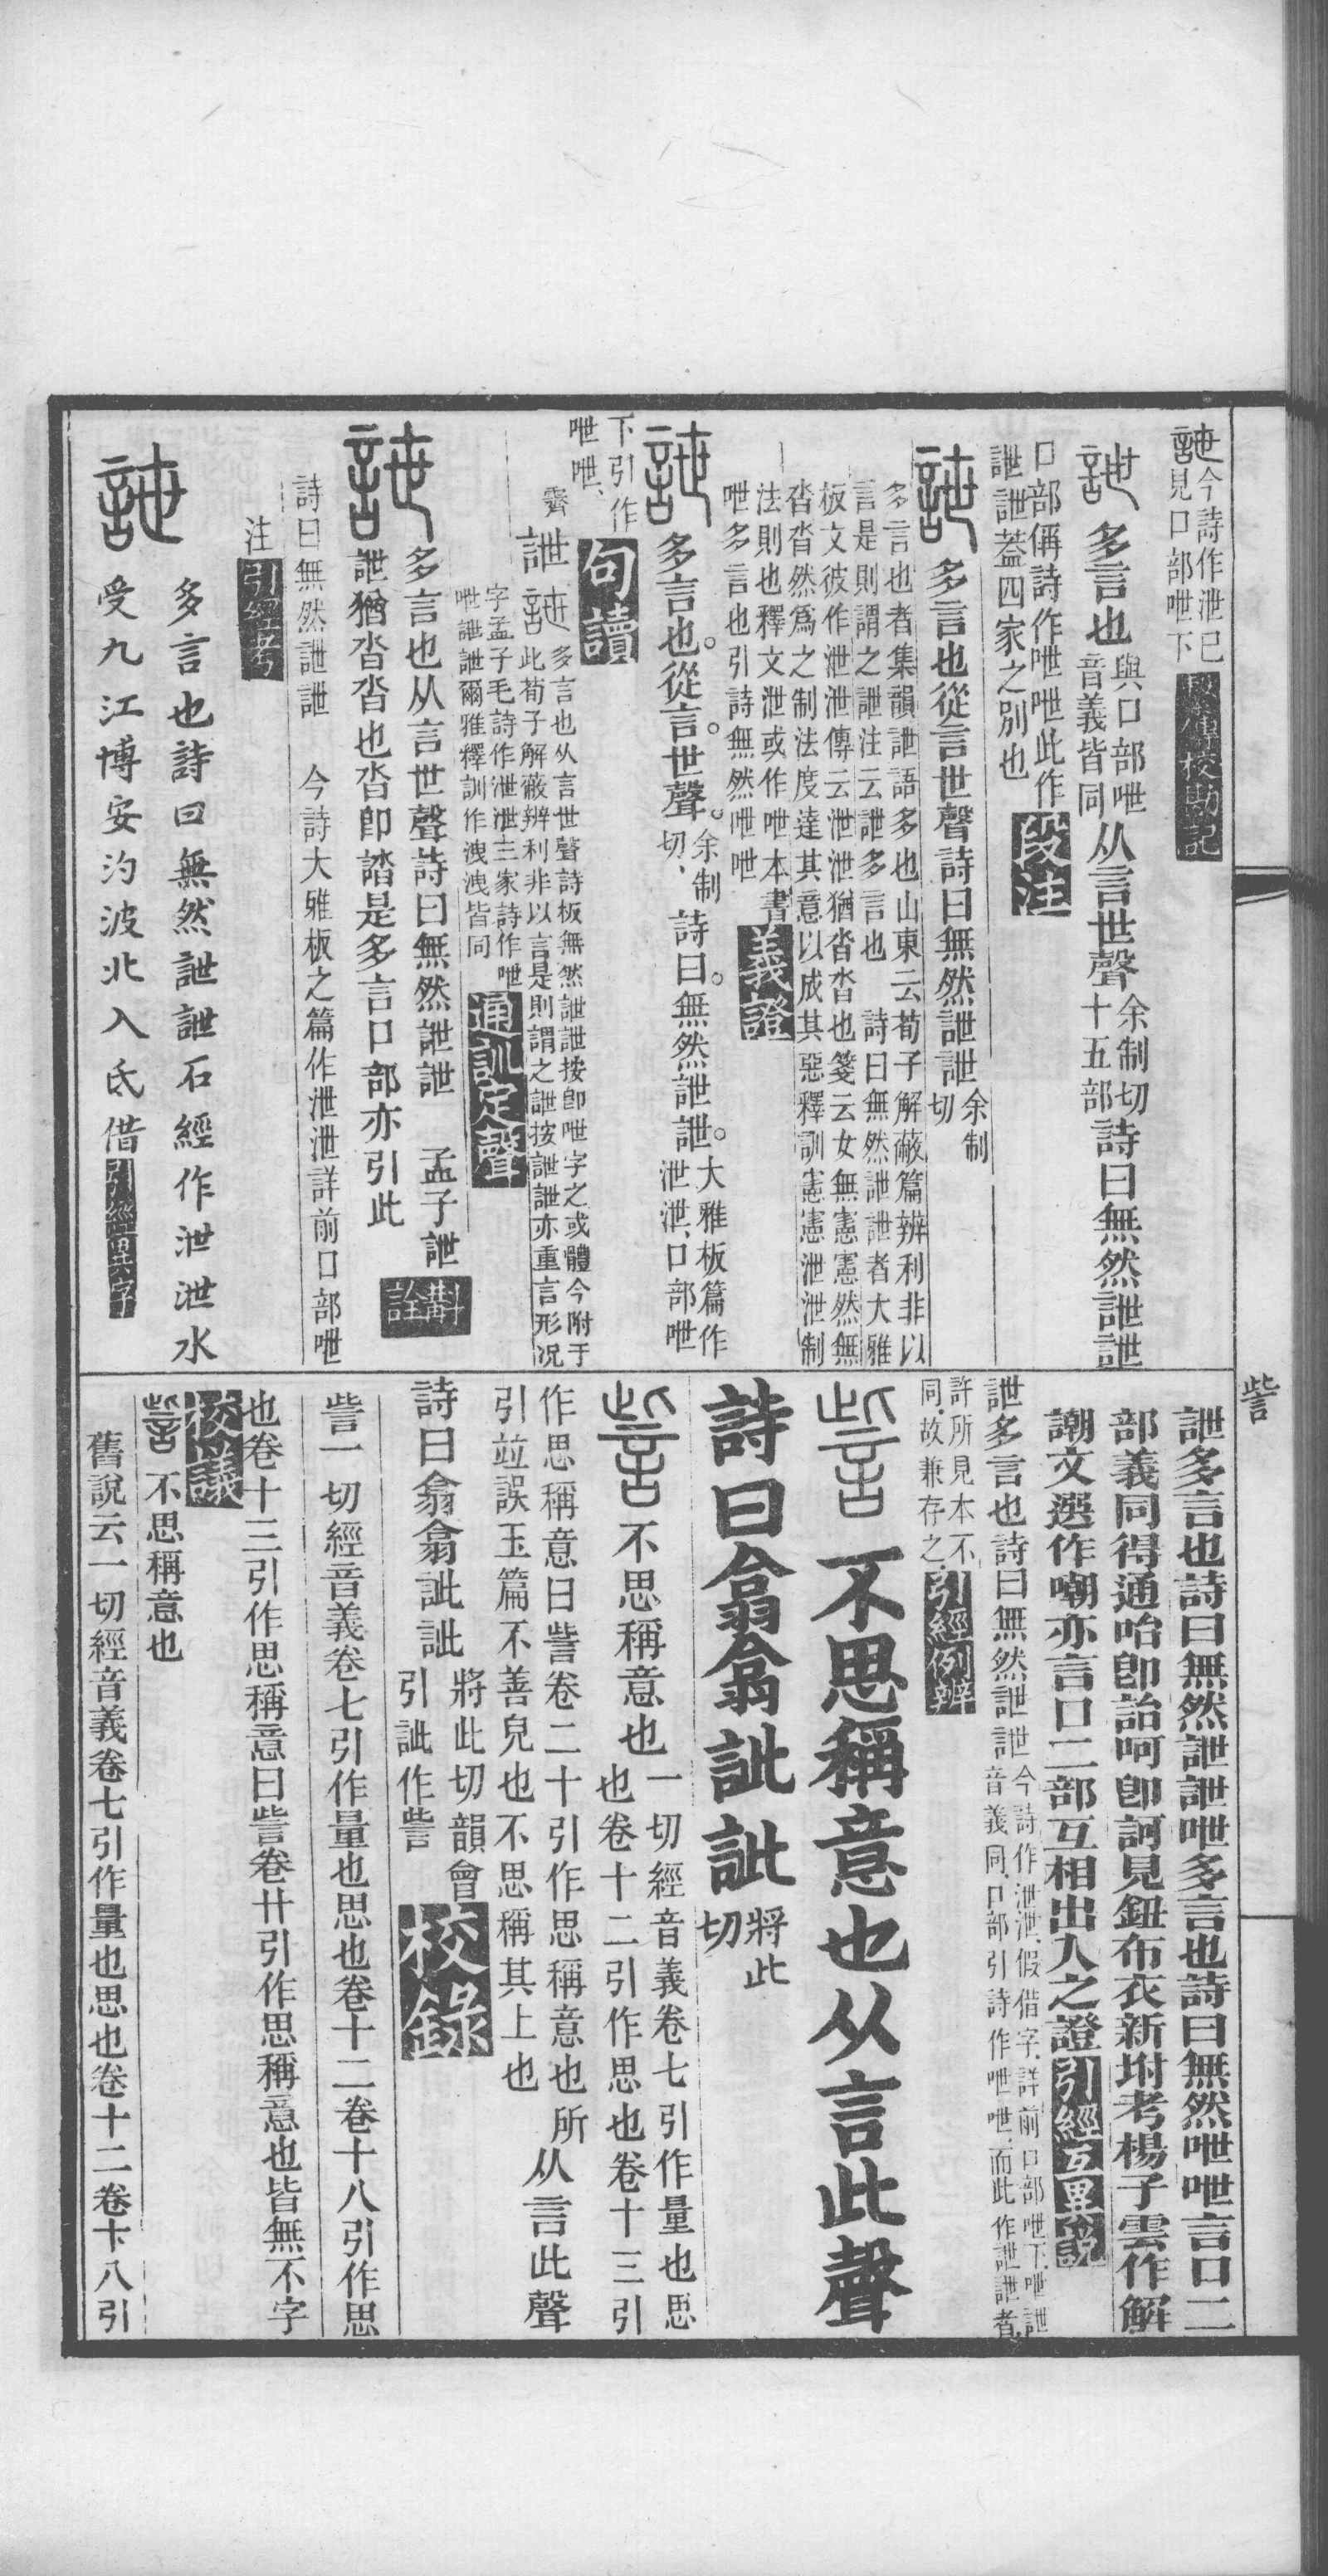 今詩作泄已
見口部呭下
繫傳校勘記
多言也
與口部呭
音義皆同
从言世聲
余制切
十五部
詩曰無然詍詍
口部偁詩作呭呭此作
詍詍葢四家之別也
段注
多言也從言世聲詩曰無然詍詍
余制
切
多言也者集韻詍語多也山東云荀子解蔽篇辨利非以
言是則謂之詍注云詍多言也　詩曰無然詍詍者大雅
板文彼作泄泄傳云泄泄猶沓沓也箋云女無憲憲然無
沓沓然爲之制法度達其意以成其惡釋訓憲憲泄泄制
法則也釋文泄或作呭本書
呭多言也引詩無然呭呭
義證
多言也。從言。世聲。
余制
切、
詩曰。無然詍詍。
大雅板篇作
泄泄、口部呭
下引作
呭呭、
句讀
齊
詍
多言也从言世聲詩板無然詍詍按卽呭字之或體今附于
此荀子解蔽辨利非以言是則謂之詍按詍詍亦重言形况
字孟子毛詩作泄泄三家詩作呭
呭詍詍爾雅釋訓作洩洩皆同
通訓定聲
多言也从言世聲詩曰無然詍詍　孟子詍
詍猶沓沓也沓卽誻是多言口部亦引此
斠詮
詩曰無然詍詍　今詩大雅板之篇作泄泄詳前口部呭
注
引經考
多言也詩曰無然詍詍石經作泄泄水
受九江博安汋波北入氐借
引經異字
詍多言也詩曰無然詍詍呭多言也詩曰無然呭呭言口二
部義同得通咍卽詒呵卽訶見鈕布衣新坿考楊子雲作解
謿文選作嘲亦言口二部互相出入之證
引經互異說
詍多言也詩曰無然詍詍
今詩作泄泄、假借字、詳前口部呭下、呭詍
音義同、口部引詩作呭呭、而此作詍詍者、
許所見本不
同、故兼存之
引經例辨
不思稱意也从言此聲
詩曰翕翕訿訿
將此
切
不思稱意也
一切經音義卷七引作量也思
也卷十二引作思也卷十三引
作思稱意曰訾卷二十引作思稱意也所
引竝誤玉篇不善皃也不思稱其上也
从言此聲
詩曰翕翕訿訿
將此切韻會
引訿作訾
校錄
訾一切經音義卷七引作量也思也卷十二卷十八引作思
也卷十三引作思稱意曰訾卷廿引作思稱意也皆無不字
校議
不思稱意也
舊說云一切經音義卷七引作量也思也卷十二卷十八引
訾